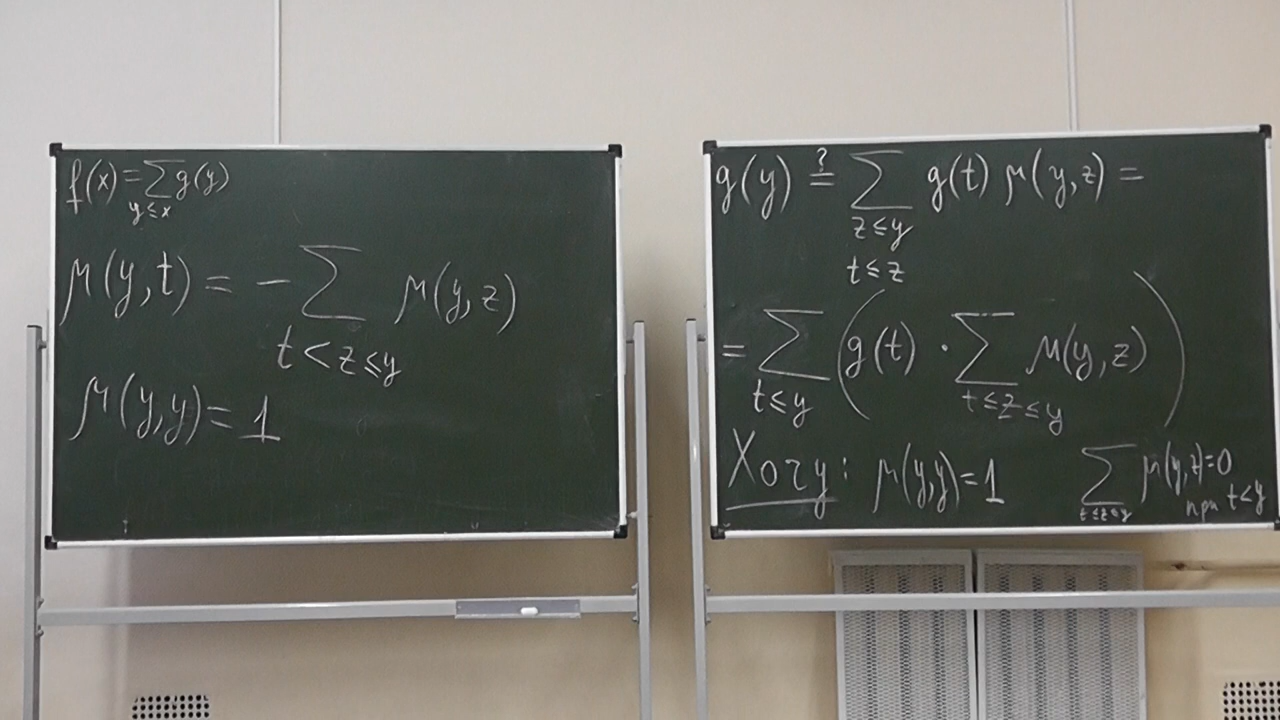 f(x) = ∑ g(y)
y ≤ x
μ(y,t) = - ∑ μ(y,z)
t < z ≤ y
μ(y,y) = 1
g(y) ?= ∑ g(t) μ(y,z) =
z ≤ y
t ≤ z
= ∑ (g(t) · ∑ μ(y,z))
t ≤ y t ≤ z ≤ y
Хочу: μ(y,y) = 1 ∑ μ(y,z) = 0
t ≤ z ≤ y при t < y